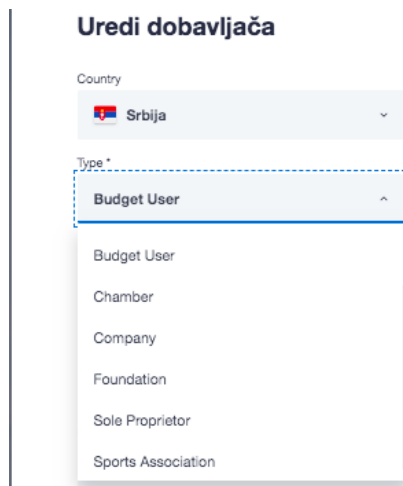 Uredi dobavljača
Country
Srbija
Type *
Budget User
Budget User
Chamber
Company
Foundation
Sole Proprietor
Sports Association